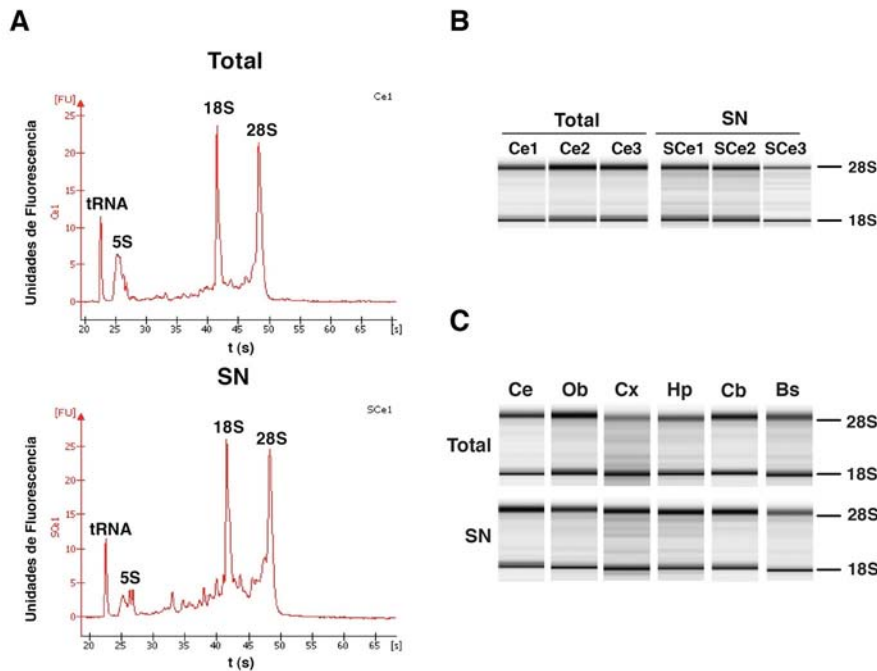 A
Total
[FU]
Ce1
25
20
15
10
5
0
Unidades de Fluorescencia
Ce1
tRNA
5S
18S
28S
20 25 30 35 40 45 50 55 60 65 [s]
t (s)
SN
[FU]
SCe1
25
20
15
10
5
0
Unidades de Fluorescencia
SCe1
tRNA
5S
18S
28S
20 25 30 35 40 45 50 55 60 65 [s]
t (s)
B
Total SN
Ce1 Ce2 Ce3 SCe1 SCe2 SCe3
28S
18S
C
Ce Ob Cx Hp Cb Bs
Total
28S
18S
SN
28S
18S